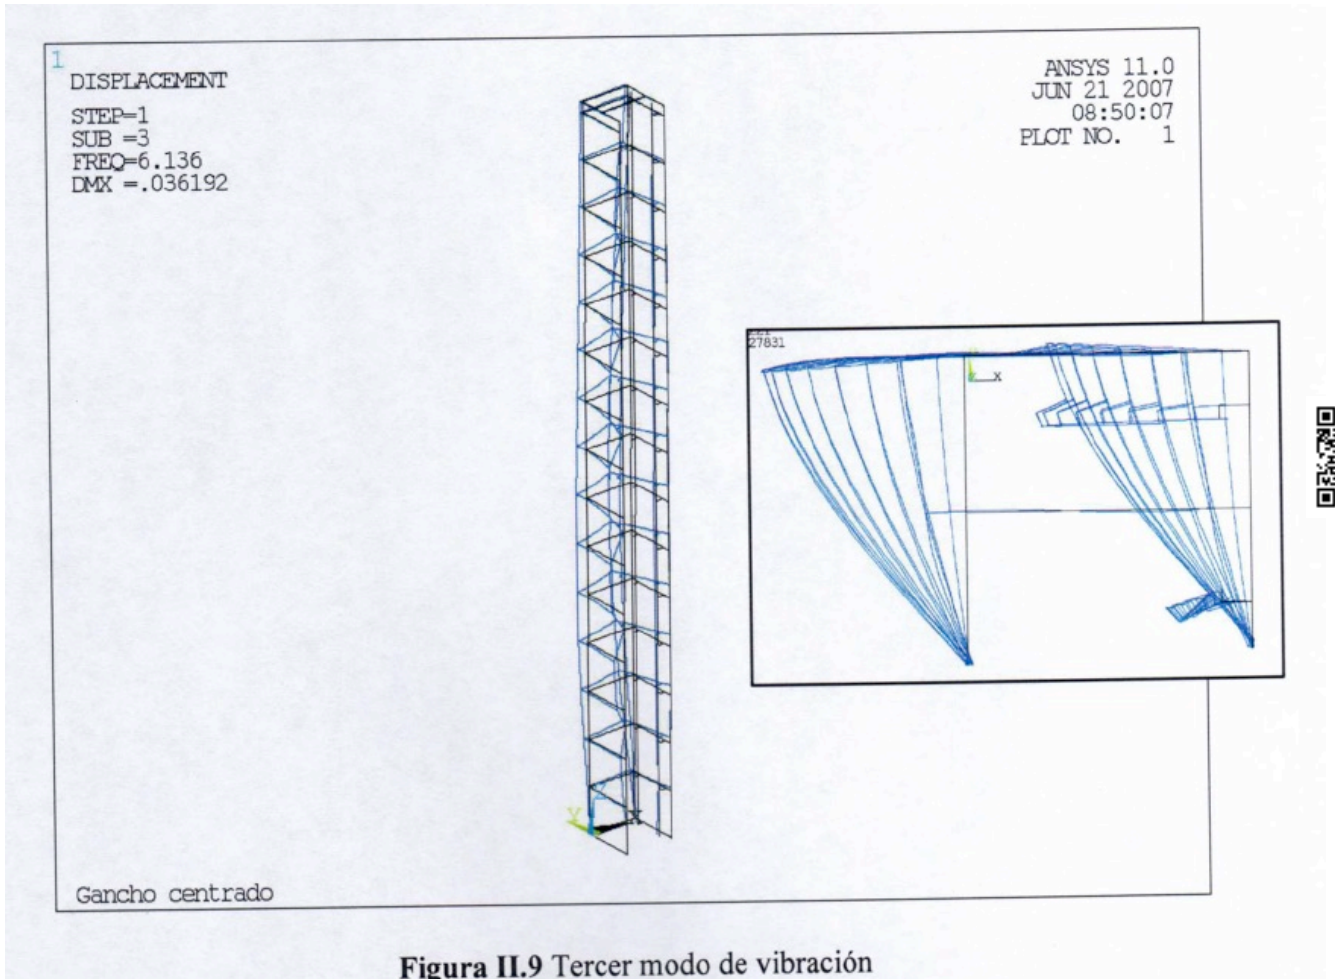 1
DISPLACEMENT
STEP=1
SUB =3
FREQ=6.136
DMX =.036192
ANSYS 11.0
JUN 21 2007
08:50:07
PLOT NO. 1
27831
X
Y
Z
X
Gancho centrado
Figura II.9 Tercer modo de vibración